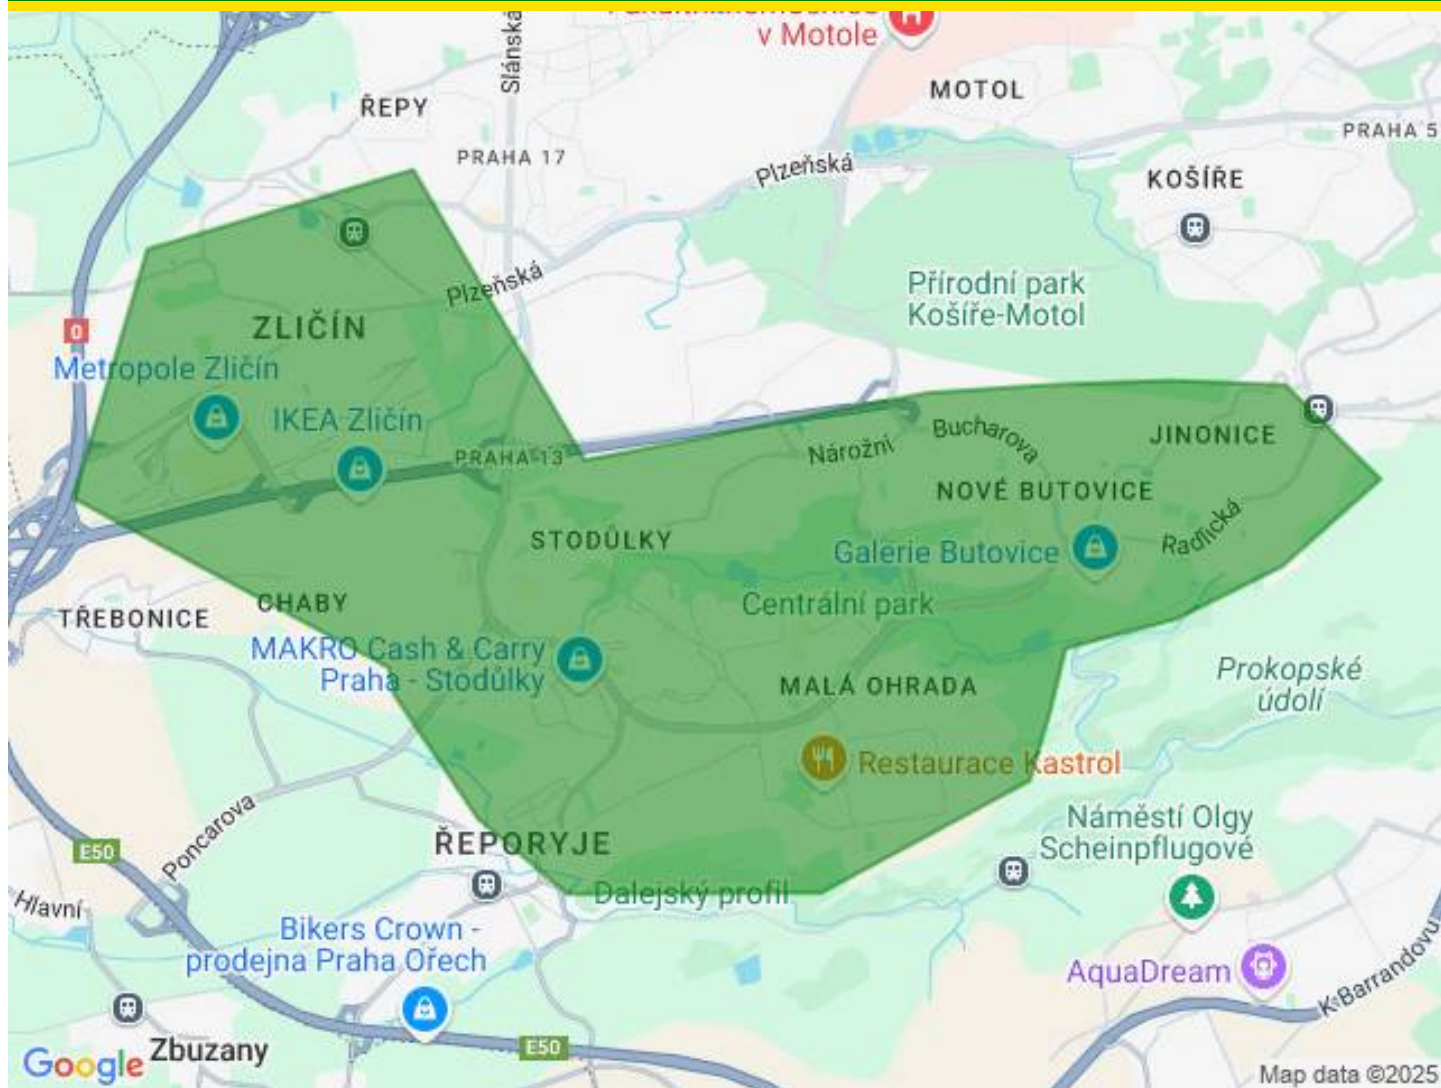 v Motole
Slánská
ŘEPY
MOTOL
PRAHA 5
PRAHA 17
Plzeňská
KOŠÍŘE
Plzeňská
Přírodní park
Košíře-Motol
0
ZLIČÍN
Metropole Zličín
IKEA Zličín
PRAHA 13
Nárožní
Bucharova
JINONICE
NOVÉ BUTOVICE
Radlická
STODŮLKY
Galerie Butovice
Centrální park
CHABY
TŘEBONICE
MAKRO Cash & Carry
Praha - Stodůlky
MALÁ OHRADA
Prokopské
údolí
Restaurace Kastrol
Poncarova
E50
ŘEPORYJE
Náměstí Olgy
Scheinpflugové
Dalejský profil
Hlavní
Bikers Crown -
prodejna Praha Ořech
AquaDream
K Barrandovu
Zbuzany
E50
Google
Map data ©2025